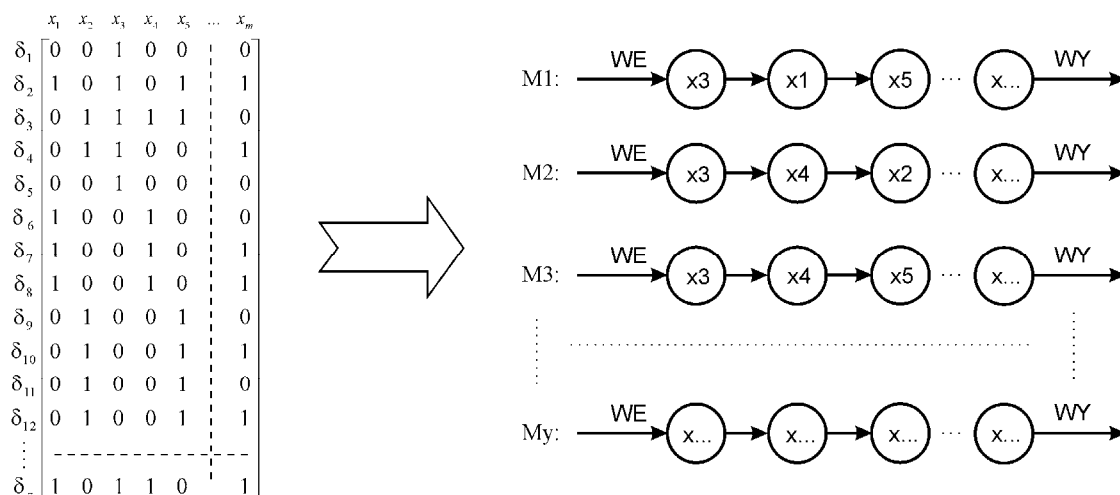 x1 x2 x3 x4 x5 ... xm
δ1 0 0 1 0 0 0
δ2 1 0 1 0 1 1
δ3 0 1 1 1 1 0
δ4 0 1 1 0 0 1
δ5 0 0 1 0 0 0
δ6 1 0 0 1 0 0
δ7 1 0 0 1 0 1
δ8 1 0 0 1 0 1
δ9 0 1 0 0 1 0
δ10 0 1 0 0 1 1
δ11 0 1 0 0 1 0
δ12 0 1 0 0 1 1
1 0 1 1 0 1
M1: WE x3 x1 x5 ... x... WY
M2: WE x3 x4 x2 ... x... WY
M3: WE x3 x4 x5 ... x... WY
My: WE x... x... x... ... x... WY